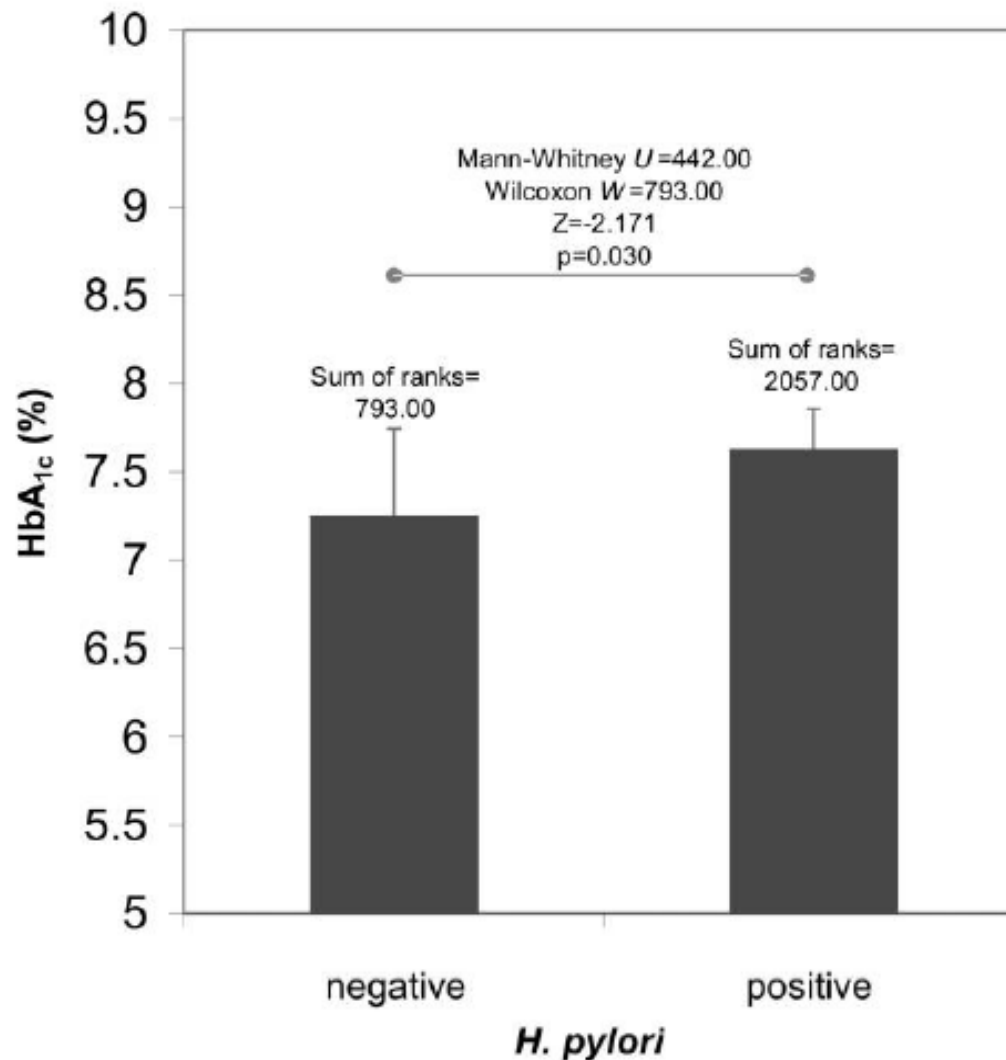 10
9.5
9
8.5
8
7.5
7
6.5
6
5.5
5
HbA1c (%)
Mann-Whitney U =442.00
Wilcoxon W =793.00
Z=-2.171
p=0.030
Sum of ranks=
793.00
Sum of ranks=
2057.00
negative
positive
H. pylori